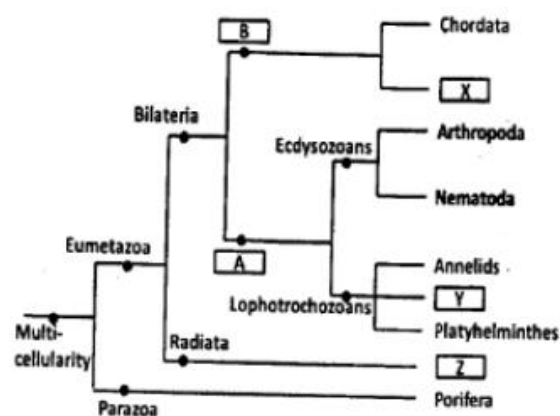 B
Chordata
X
Bilateria
Ecdysozoans
Arthropoda
Nematoda
Eumetazoa
A
Annelids
Lophotrochozoans
Y
Platyhelminthes
Multi-
cellularity
Radiata
Z
Parazoa
Porifera